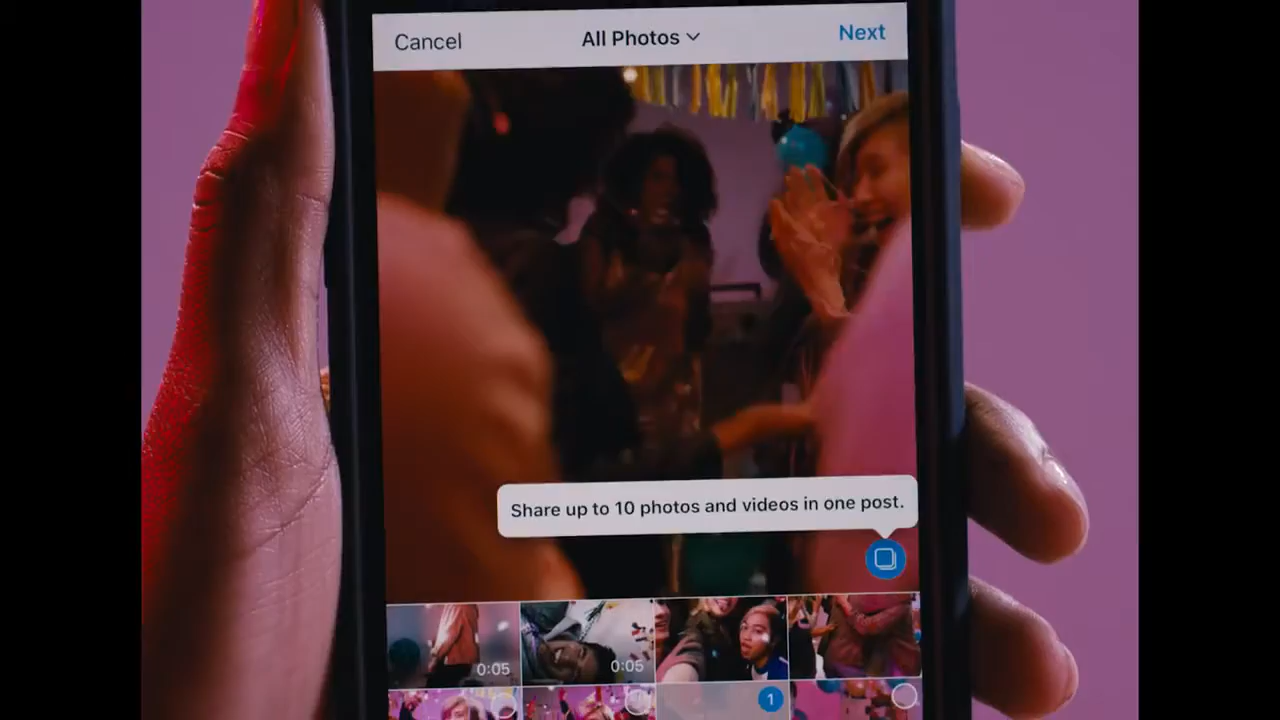 Cancel
All Photos
Next
Share up to 10 photos and videos in one post.
0:05
0:05
1